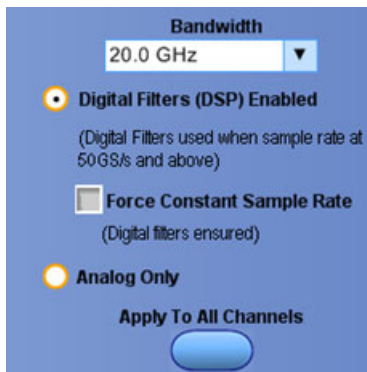 Bandwidth
20.0 GHz
Digital Filters (DSP) Enabled
(Digital Filters used when sample rate at
50GS/s and above)
Force Constant Sample Rate
(Digital filters ensured)
Analog Only
Apply To All Channels